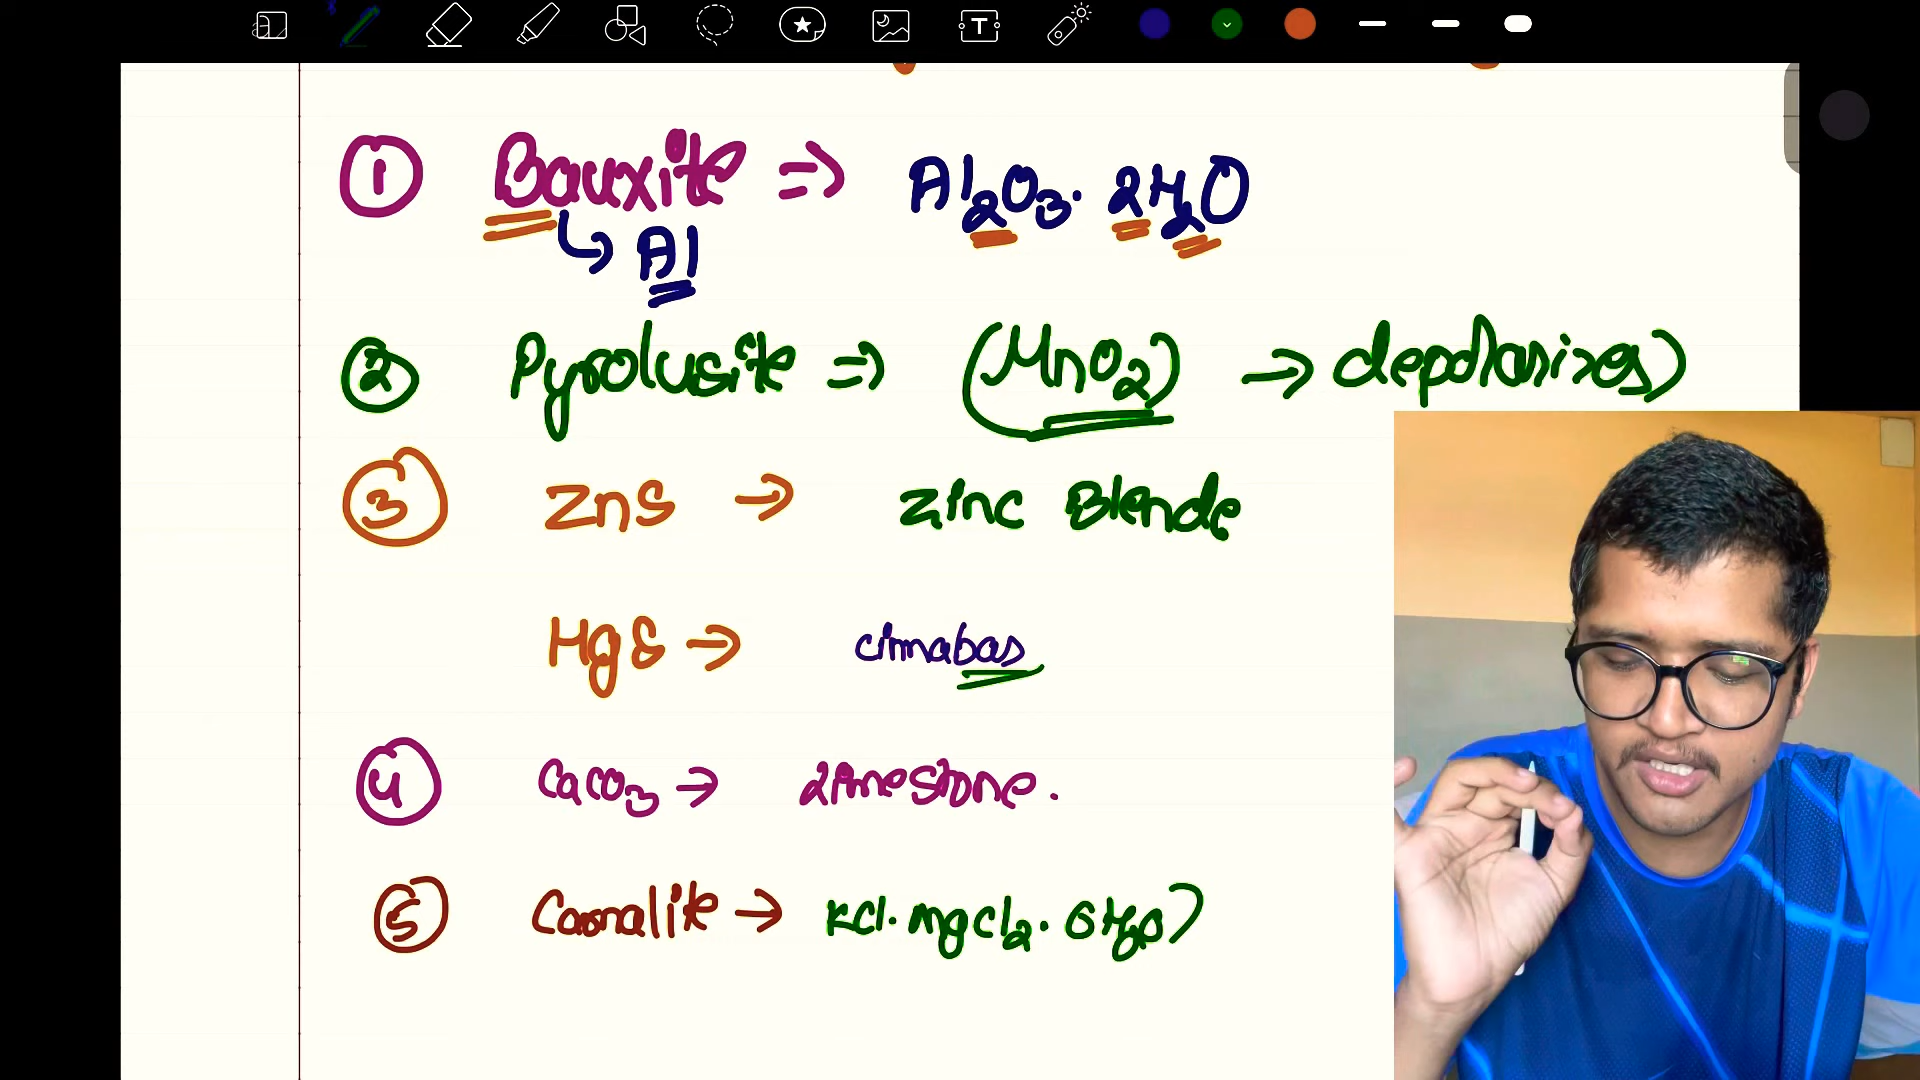 ① Bauxite => Al₂O₃. 2H₂O
↳ Al
② Pyrolusite => (MnO₂) → depolarizer)
③ ZnS → Zinc Blende
HgS → cinnabar
④ CaCO₃ → Limestone.
⑤ Carnalite → KCl. MgCl₂. 6H₂O)